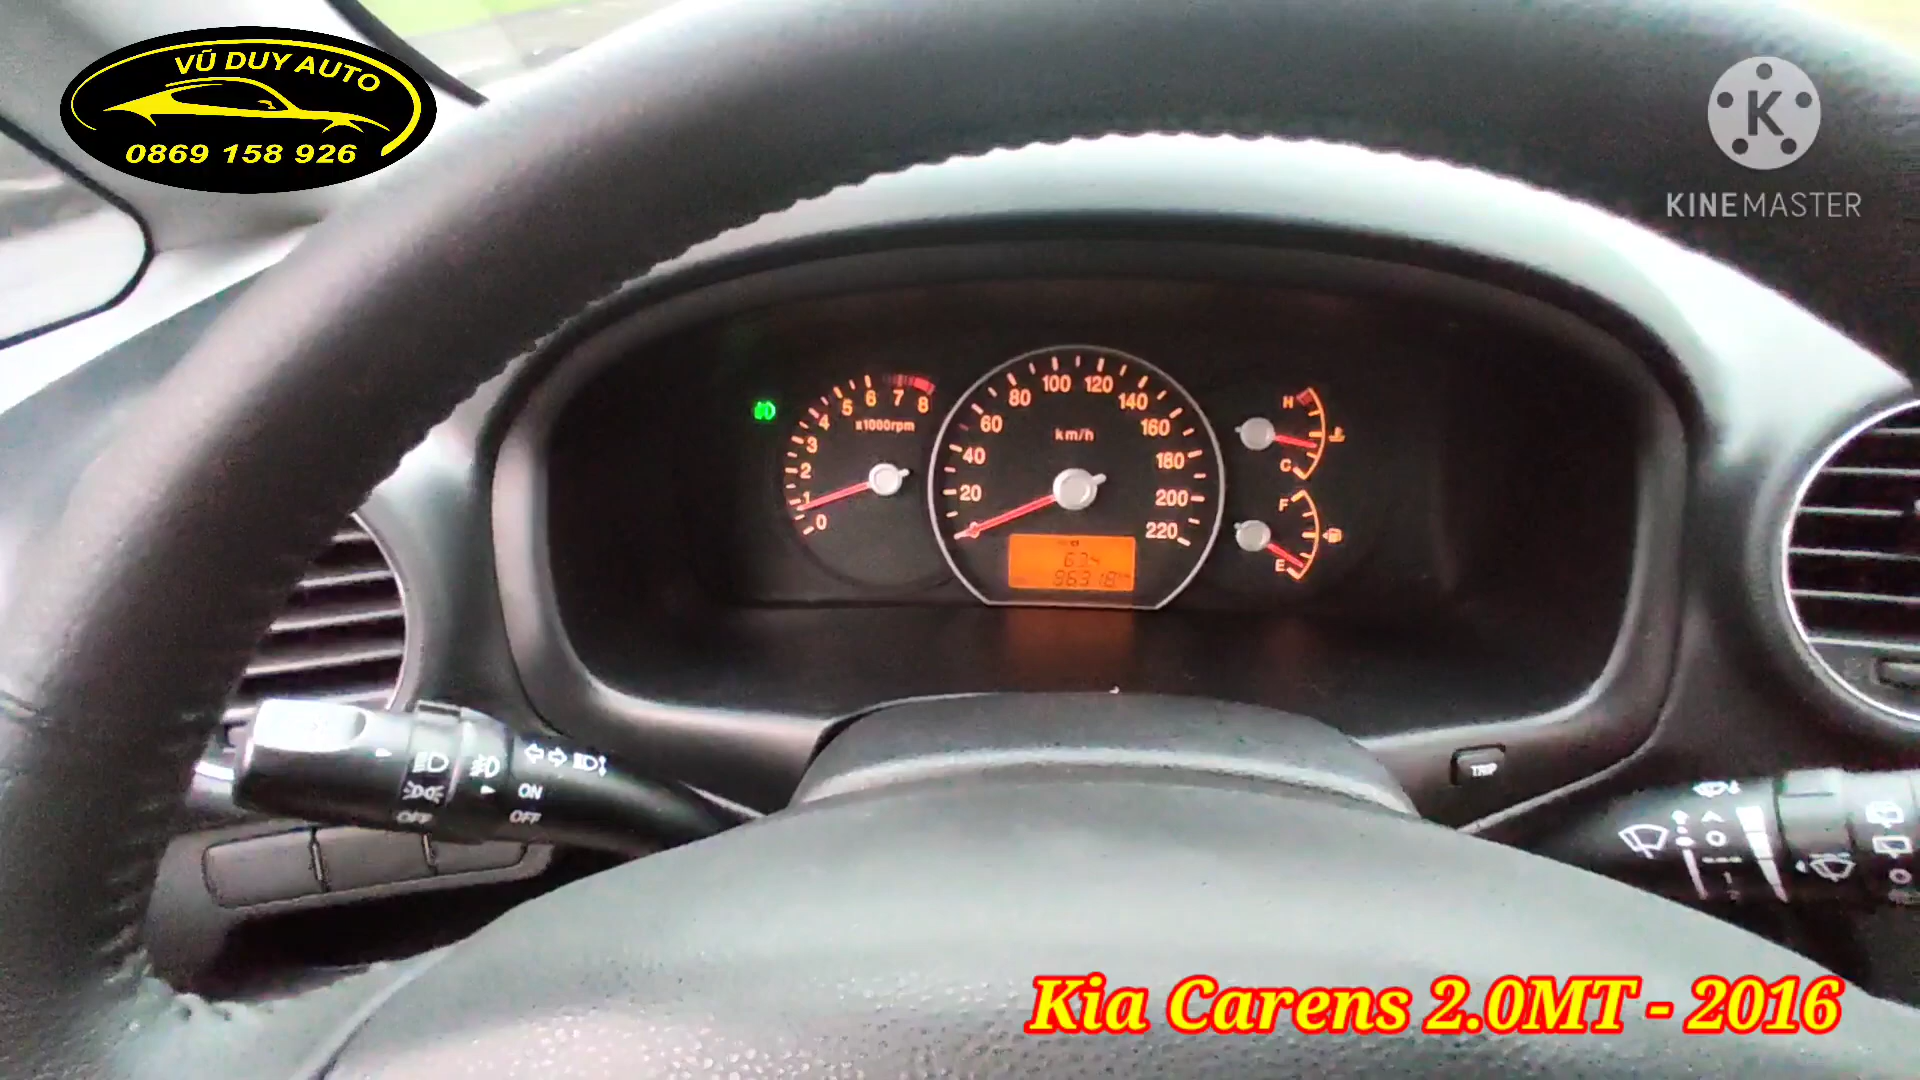 VŨ DUY AUTO
0869 158 926
K
KINEMASTER
0
1
2
3
4
5
6
7
8
x1000rpm
0
20
40
60
80
100
120
140
160
180
200
220
km/h
H
C
F
E
ON
OFF
OFF
TRIP
Kia Carens 2.0MT - 2016